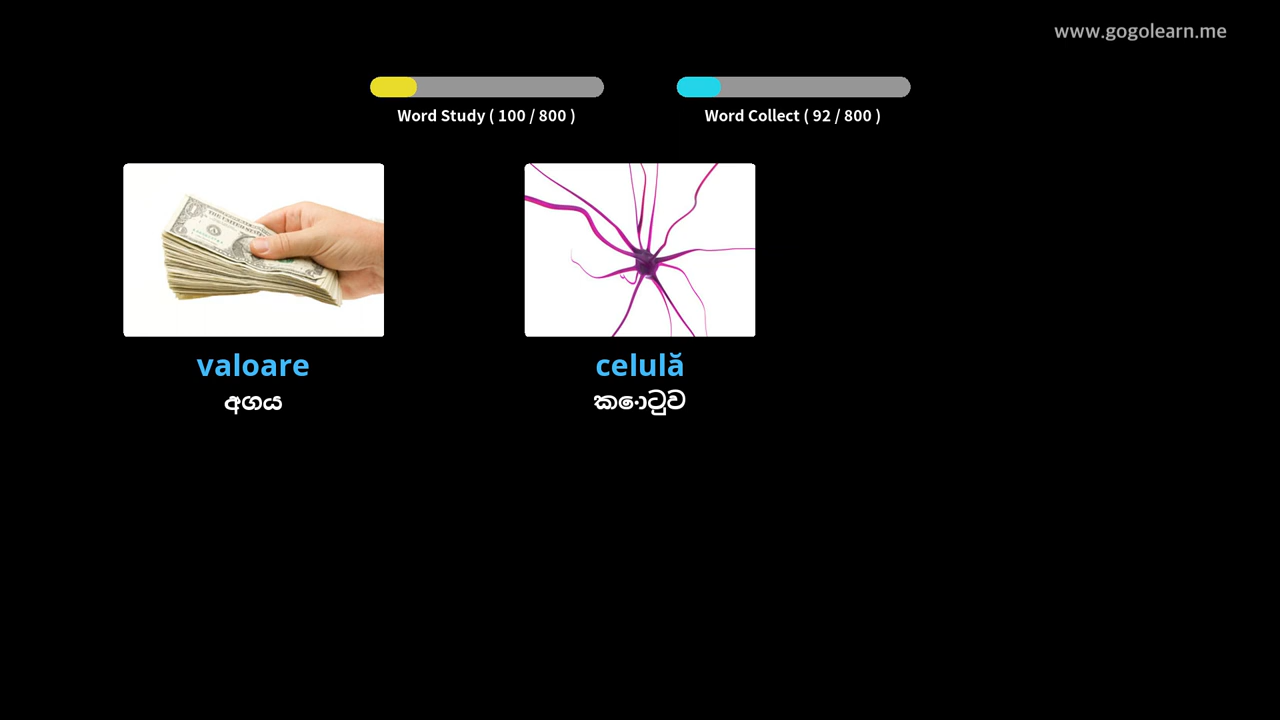 www.gogolearn.me
Word Study ( 100 / 800 )
Word Collect ( 92 / 800 )
valoare
celulă
අගය
කොටුව